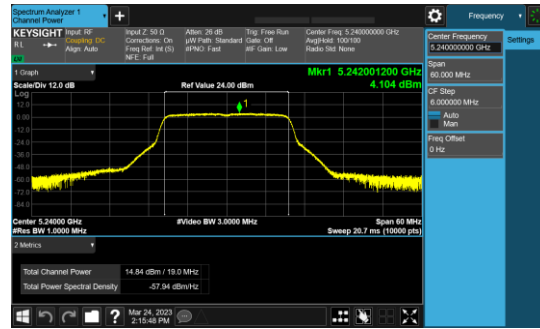 Spectrum Analyzer 1
Channel Power
+
Frequency
KEYSIGHT
RL
Input: RF
Coupling: DC
Align: Auto
Input Z: 50 Ω
Corrections: On
Freq Ref: Int (S)
NFE: Full
Atten: 26 dB
µW Path: Standard
#PNO: Fast
Trig: Free Run
Gate: Off
#IF Gain: Low
Center Freq: 5.240000000 GHz
Avg|Hold: 100/100
Radio Std: None
Center Frequency
5.240000000 GHz
Settings
Span
60.000 MHz
CF Step
6.000000 MHz
Auto
Man
Freq Offset
0 Hz
1 Graph
Mkr1 5.242001200 GHz
Scale/Div 12.0 dB
Ref Value 24.00 dBm
4.104 dBm
Log
12.0
0.00
-12.0
-24.0
-36.0
-48.0
-60.0
-72.0
-84.0
1
Center 5.24000 GHz
#Video BW 3.0000 MHz
Span 60 MHz
#Res BW 1.0000 MHz
Sweep 20.7 ms (10000 pts)
2 Metrics
Total Channel Power
14.84 dBm / 19.0 MHz
Total Power Spectral Density
-57.94 dBm/Hz
?
Mar 24, 2023
2:15:48 PM